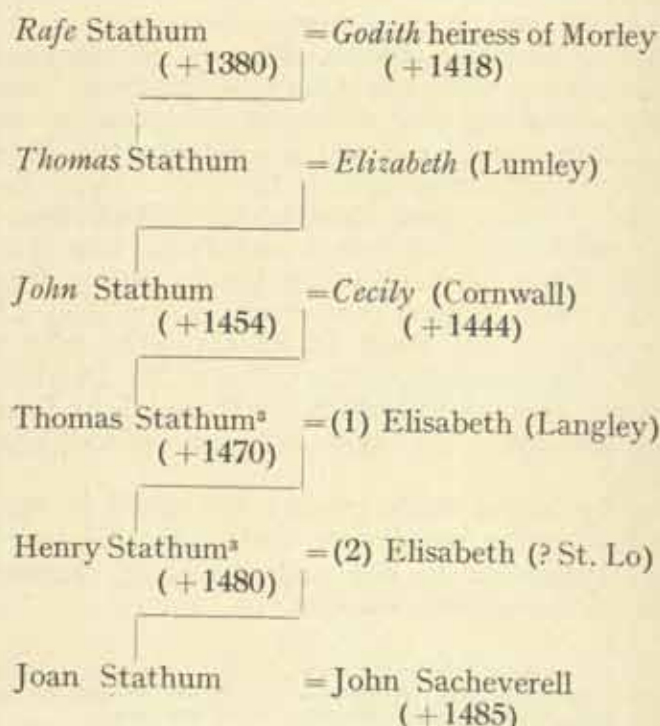 Rafe Stathum = Godith heiress of Morley
(+1380) (+1418)
Thomas Stathum = Elizabeth (Lumley)
John Stathum = Cecily (Cornwall)
(+1454) (+1444)
Thomas Stathum³ = (1) Elisabeth (Langley)
(+1470)
Henry Stathum³ = (2) Elisabeth (? St. Lo)
(+1480)
Joan Stathum = John Sacheverell
(+1485)